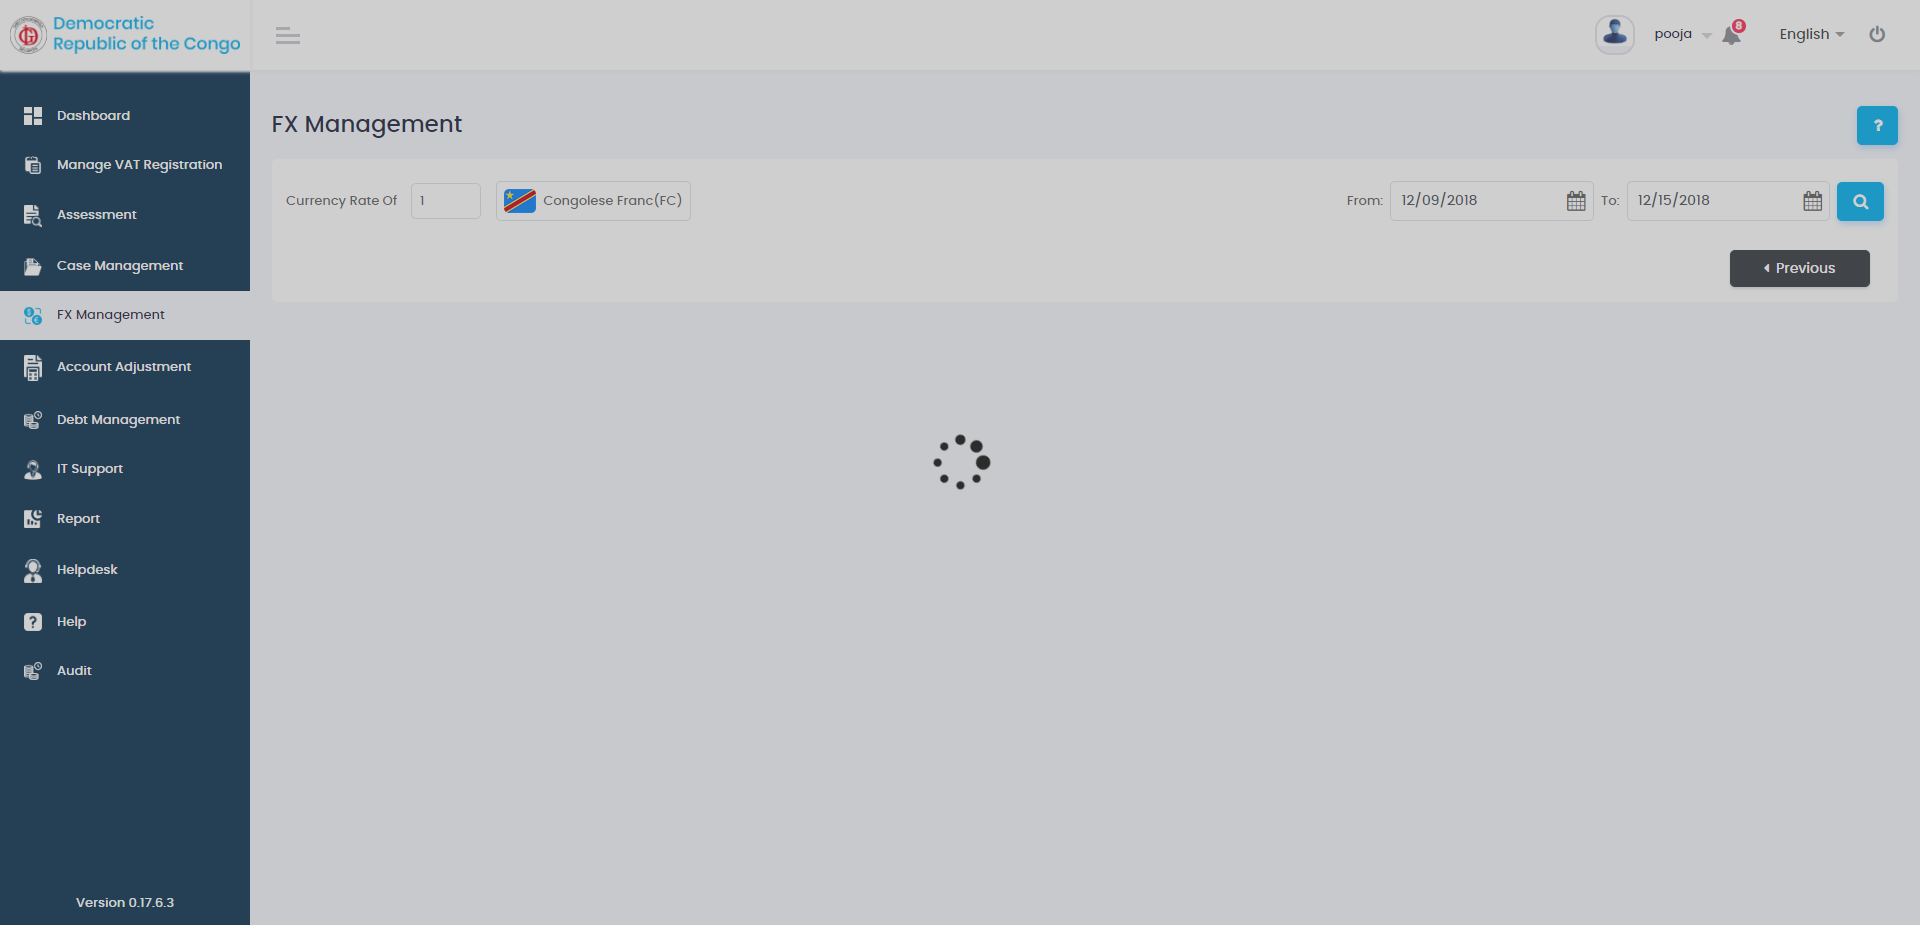 Democratic
Republic of the Congo
pooja
8
English
Dashboard
Manage VAT Registration
Assessment
Case Management
FX Management
Account Adjustment
Debt Management
IT Support
Report
Helpdesk
Help
Audit
Version 0.17.6.3
FX Management
?
Currency Rate Of
1
Congolese Franc(FC)
From:
12/09/2018
To:
12/15/2018
Previous